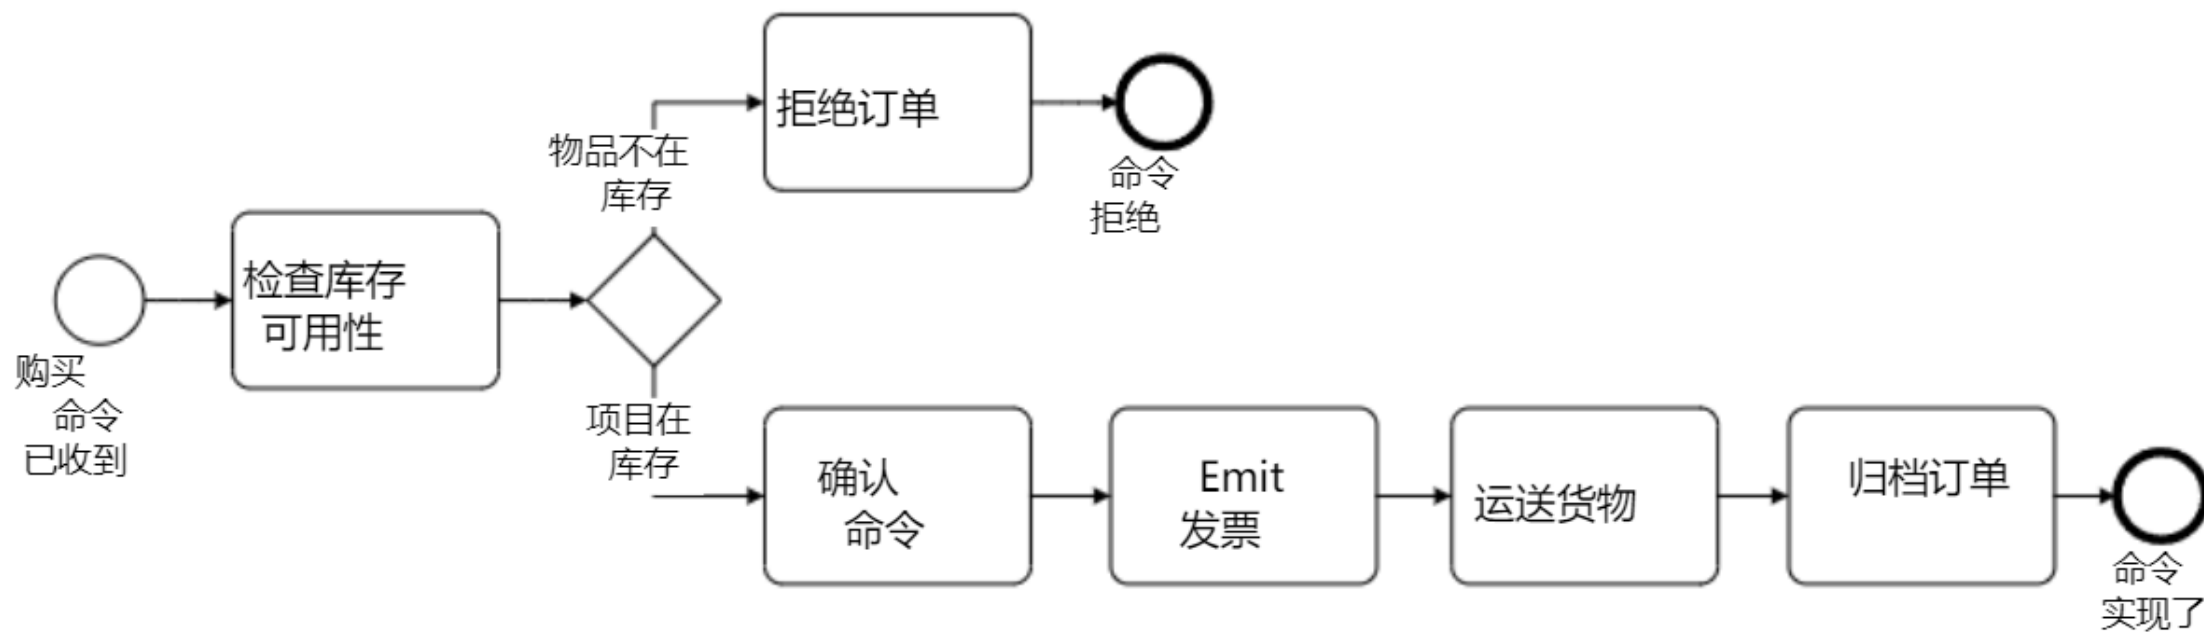 购买
命令
已收到
检查库存
可用性
物品不在
库存
拒绝订单
命令
拒绝
项目在
库存
确认
命令
Emit
发票
运送货物
归档订单
命令
实现了